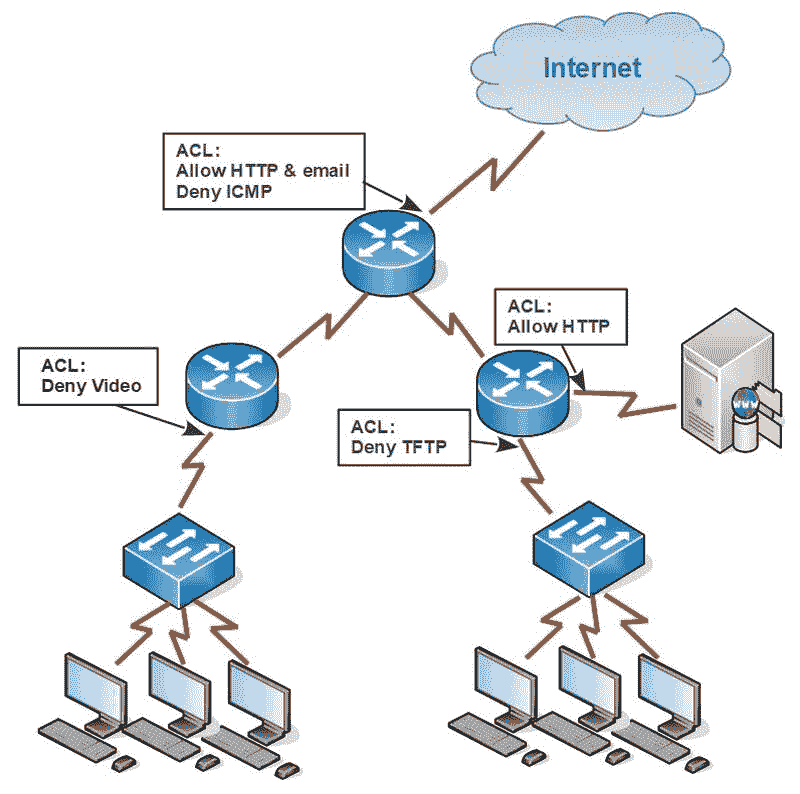 Internet
ACL:
Allow HTTP & email
Deny ICMP
ACL:
Allow HTTP
ACL:
Deny Video
ACL:
Deny TFTP
WWW